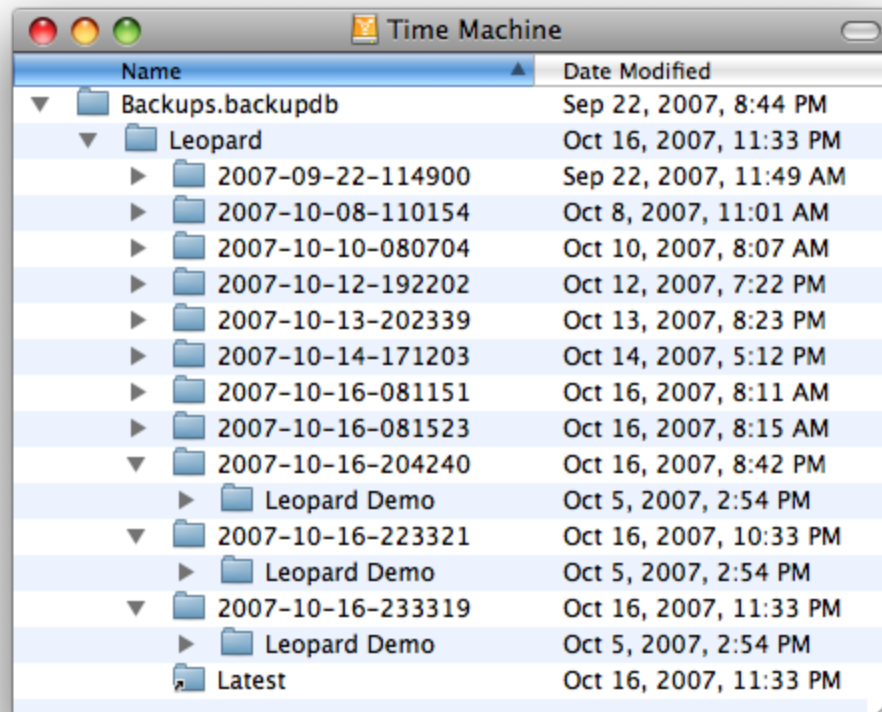 Time Machine
Name Date Modified
Backups.backupdb Sep 22, 2007, 8:44 PM
Leopard Oct 16, 2007, 11:33 PM
2007-09-22-114900 Sep 22, 2007, 11:49 AM
2007-10-08-110154 Oct 8, 2007, 11:01 AM
2007-10-10-080704 Oct 10, 2007, 8:07 AM
2007-10-12-192202 Oct 12, 2007, 7:22 PM
2007-10-13-202339 Oct 13, 2007, 8:23 PM
2007-10-14-171203 Oct 14, 2007, 5:12 PM
2007-10-16-081151 Oct 16, 2007, 8:11 AM
2007-10-16-081523 Oct 16, 2007, 8:15 AM
2007-10-16-204240 Oct 16, 2007, 8:42 PM
Leopard Demo Oct 5, 2007, 2:54 PM
2007-10-16-223321 Oct 16, 2007, 10:33 PM
Leopard Demo Oct 5, 2007, 2:54 PM
2007-10-16-233319 Oct 16, 2007, 11:33 PM
Leopard Demo Oct 5, 2007, 2:54 PM
Latest Oct 16, 2007, 11:33 PM